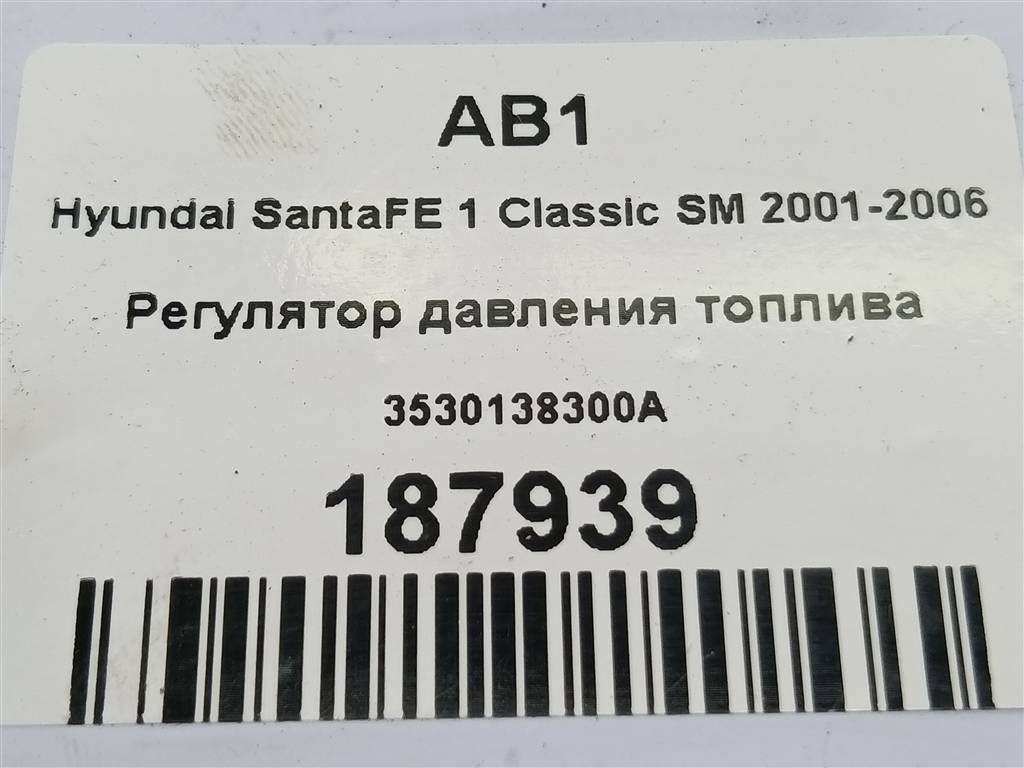 AB1
Hyundai SantaFE 1 Classic SM 2001-2006
Регулятор давления топлива
3530138300A
187939